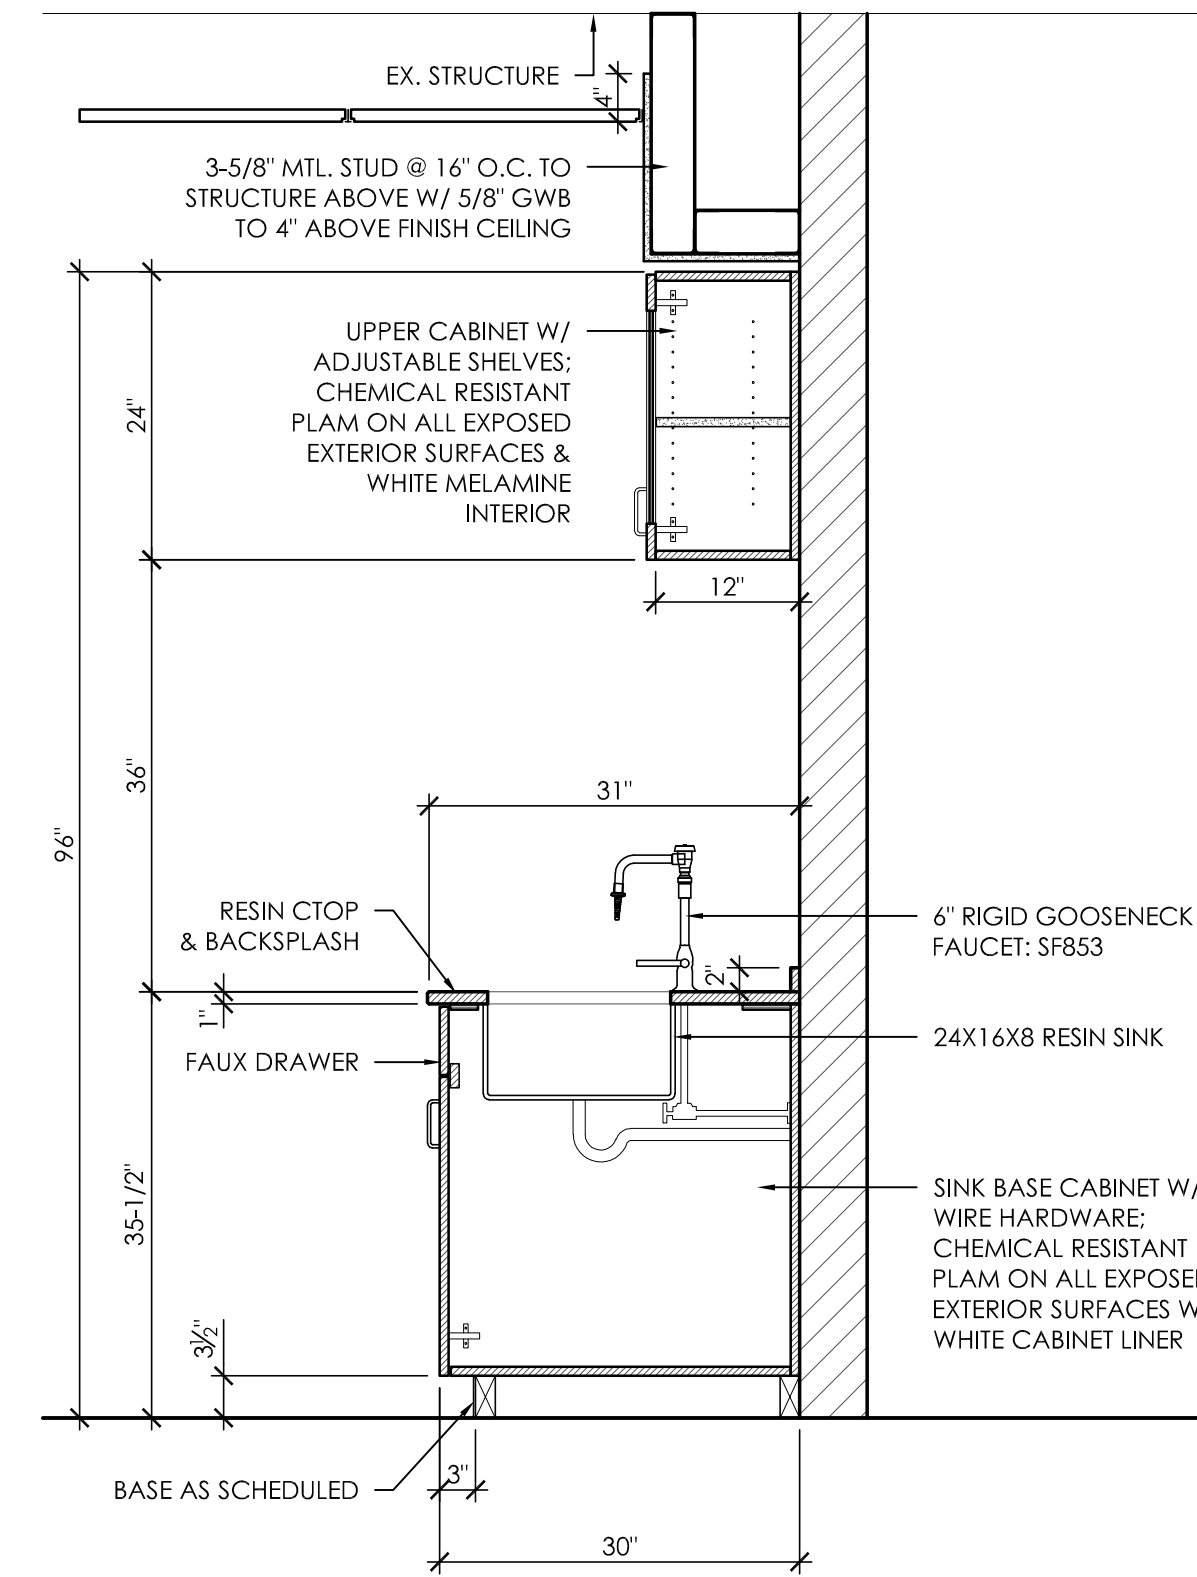 EX. STRUCTURE
4"
3-5/8" MTL. STUD @ 16" O.C. TO
STRUCTURE ABOVE W/ 5/8" GWB
TO 4" ABOVE FINISH CEILING
UPPER CABINET W/
ADJUSTABLE SHELVES;
CHEMICAL RESISTANT
PLAM ON ALL EXPOSED
EXTERIOR SURFACES &
WHITE MELAMINE
INTERIOR
24"
12"
36"
31"
96"
RESIN CTOP
& BACKSPLASH
6" RIGID GOOSENECK
FAUCET: SF853
2"
1"
FAUX DRAWER
24X16X8 RESIN SINK
35-1/2"
SINK BASE CABINET W/
WIRE HARDWARE;
CHEMICAL RESISTANT
PLAM ON ALL EXPOSED
EXTERIOR SURFACES W
WHITE CABINET LINER
3½"
BASE AS SCHEDULED
3"
30"